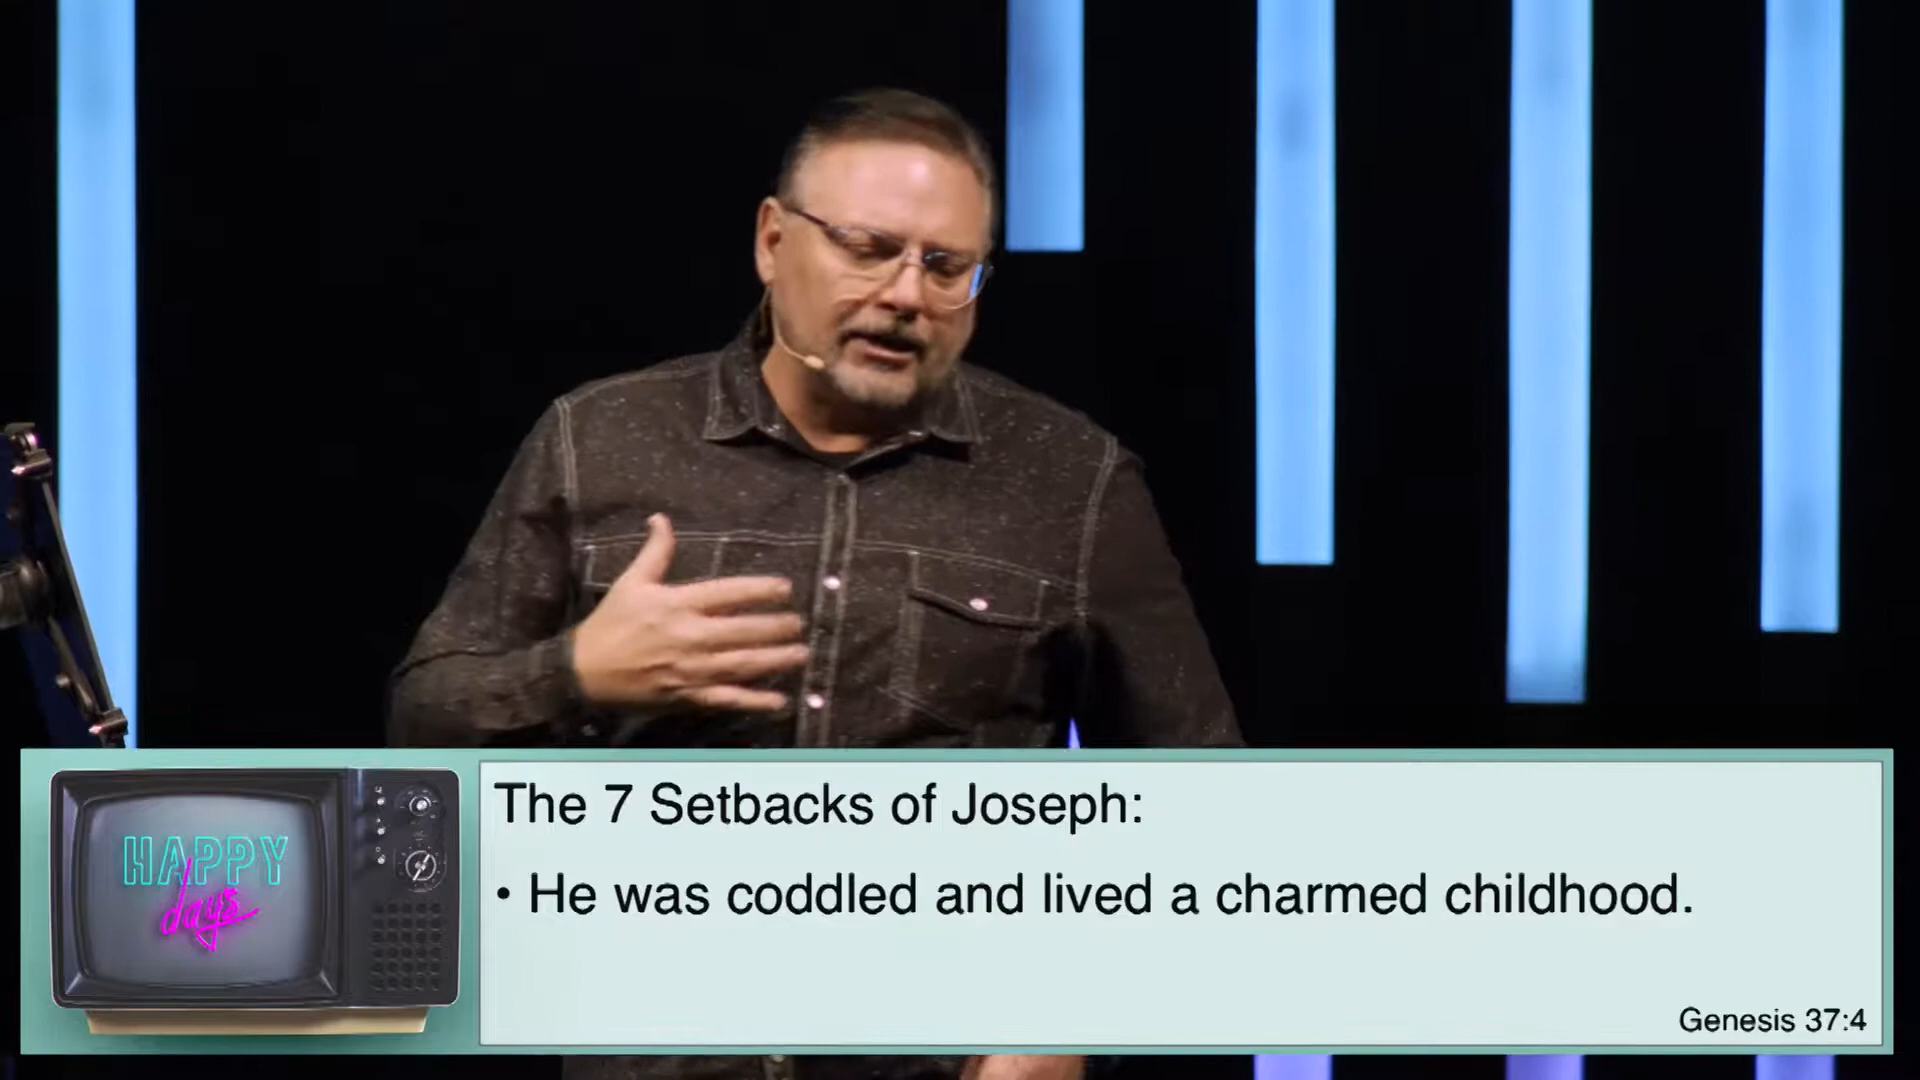 HAPPY
days
The 7 Setbacks of Joseph:
• He was coddled and lived a charmed childhood.
Genesis 37:4